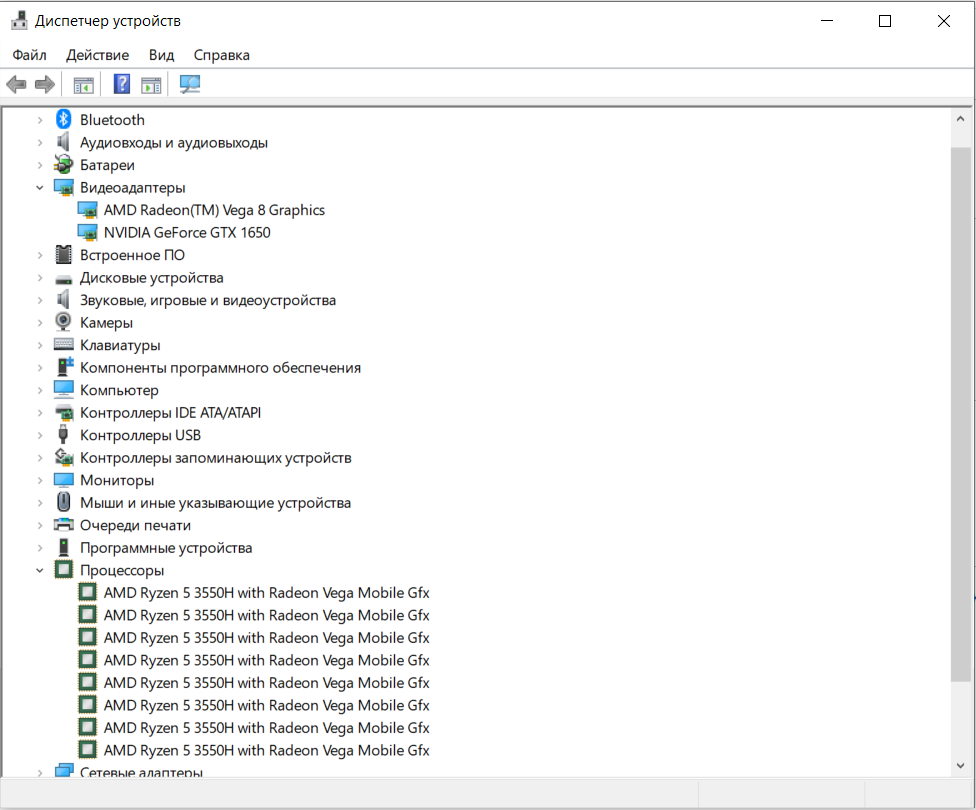 Диспетчер устройств
Файл Действие Вид Справка
Bluetooth
Аудиовходы и аудиовыходы
Батареи
Видеоадаптеры
AMD Radeon(TM) Vega 8 Graphics
NVIDIA GeForce GTX 1650
Встроенное ПО
Дисковые устройства
Звуковые, игровые и видеоустройства
Камеры
Клавиатуры
Компоненты программного обеспечения
Компьютер
Контроллеры IDE ATA/ATAPI
Контроллеры USB
Контроллеры запоминающих устройств
Мониторы
Мыши и иные указывающие устройства
Очереди печати
Программные устройства
Процессоры
AMD Ryzen 5 3550H with Radeon Vega Mobile Gfx
AMD Ryzen 5 3550H with Radeon Vega Mobile Gfx
AMD Ryzen 5 3550H with Radeon Vega Mobile Gfx
AMD Ryzen 5 3550H with Radeon Vega Mobile Gfx
AMD Ryzen 5 3550H with Radeon Vega Mobile Gfx
AMD Ryzen 5 3550H with Radeon Vega Mobile Gfx
AMD Ryzen 5 3550H with Radeon Vega Mobile Gfx
AMD Ryzen 5 3550H with Radeon Vega Mobile Gfx
Сетевые адаптеры